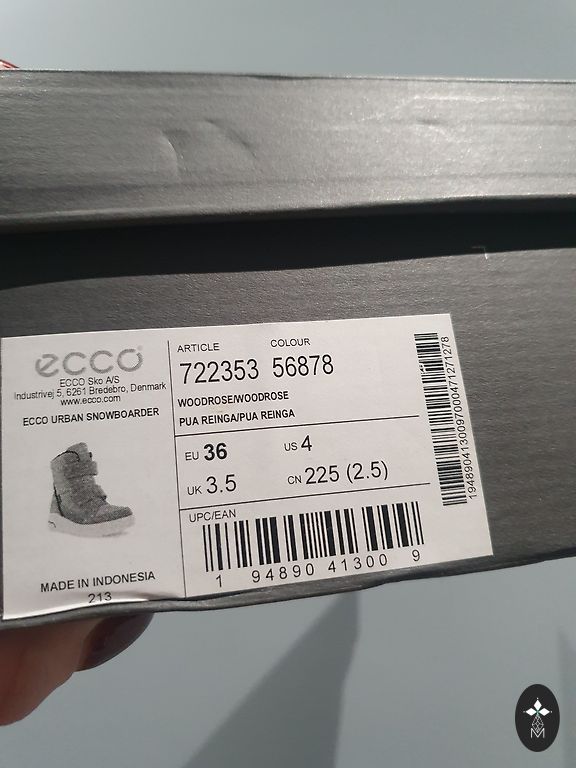 ecco
ECCO Sko A/S
Industrivej 5, 6261 Bredebro, Denmark
www.ecco.com
ECCO URBAN SNOWBOARDER
MADE IN INDONESIA
213
ARTICLE COLOUR
722353 56878
WOODROSE/WOODROSE
PUA REINGA/PUA REINGA
EU 36 US 4
UK 3.5 CN 225 (2.5)
UPC/EAN
1 94890 41300 9
19489041300970004712712​78
M